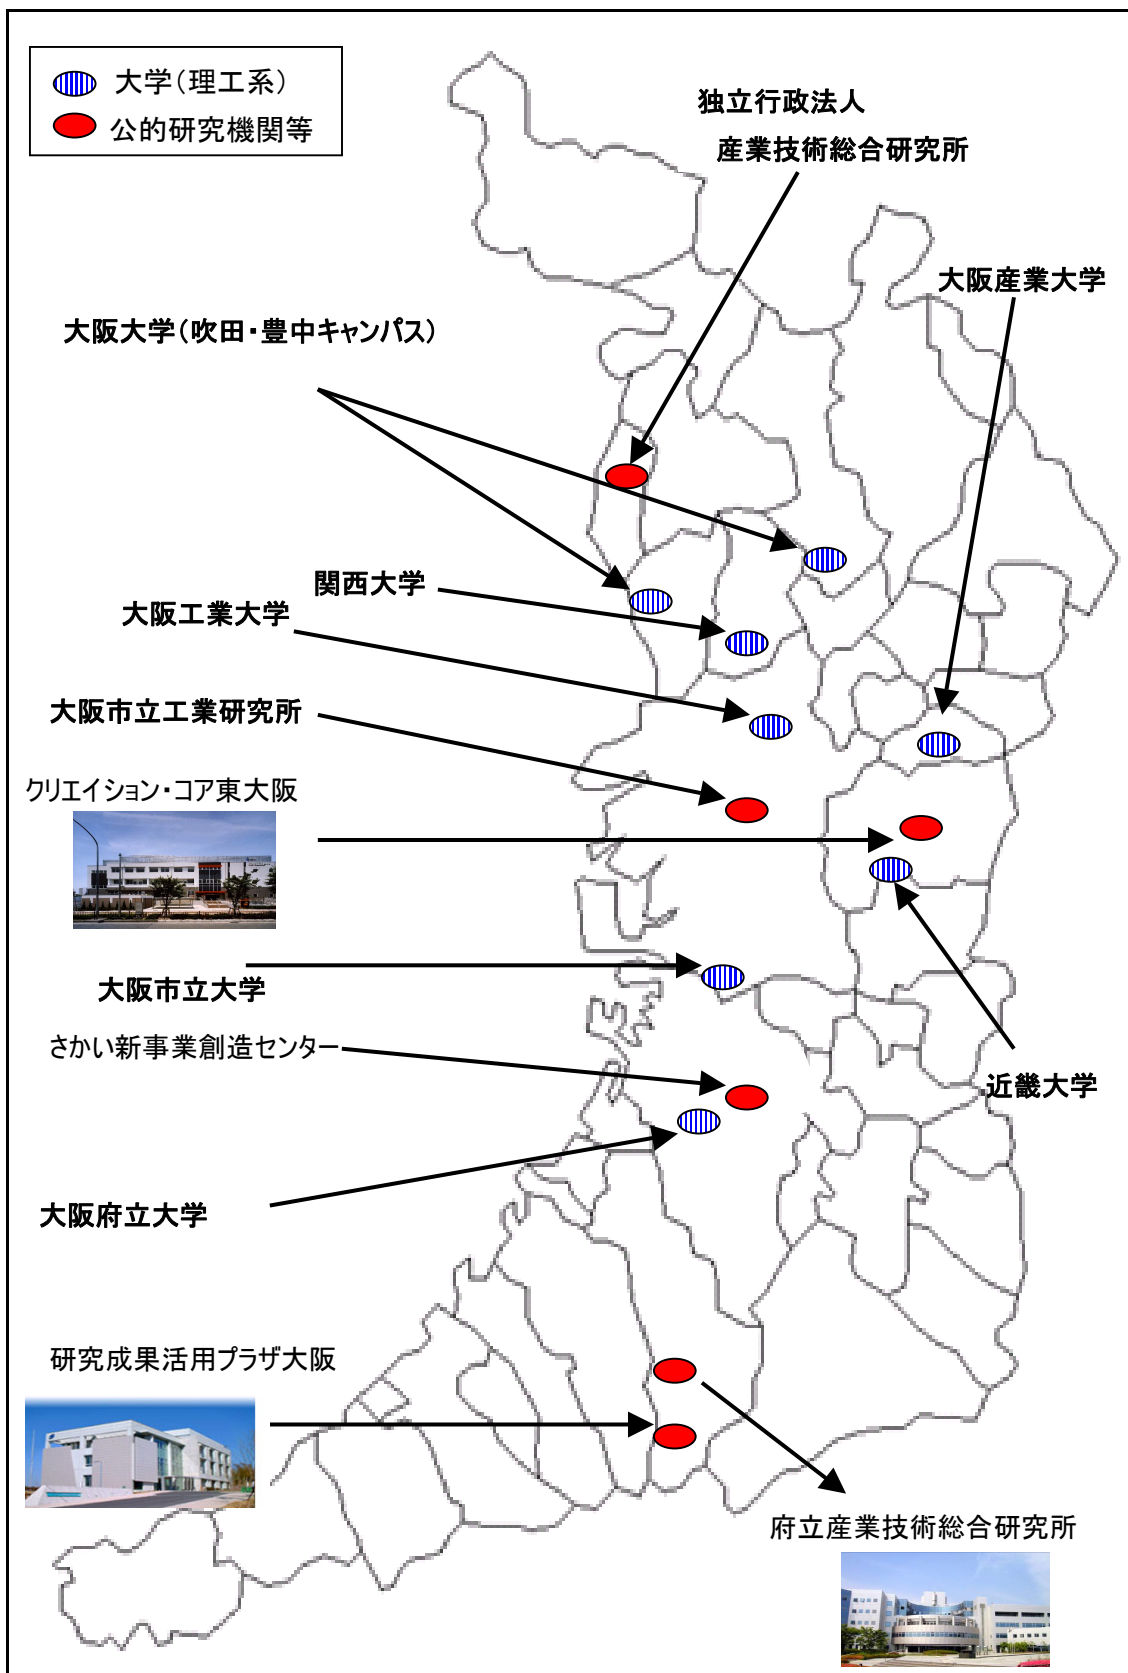 大学(理工系)
公的研究機関等
独立行政法人
産業技術総合研究所
大阪産業大学
大阪大学(吹田・豊中キャンパス)
関西大学
大阪工業大学
大阪市立工業研究所
クリエイション・コア東大阪
大阪市立大学
さかい新事業創造センター
近畿大学
大阪府立大学
研究成果活用プラザ大阪
府立産業技術総合研究所